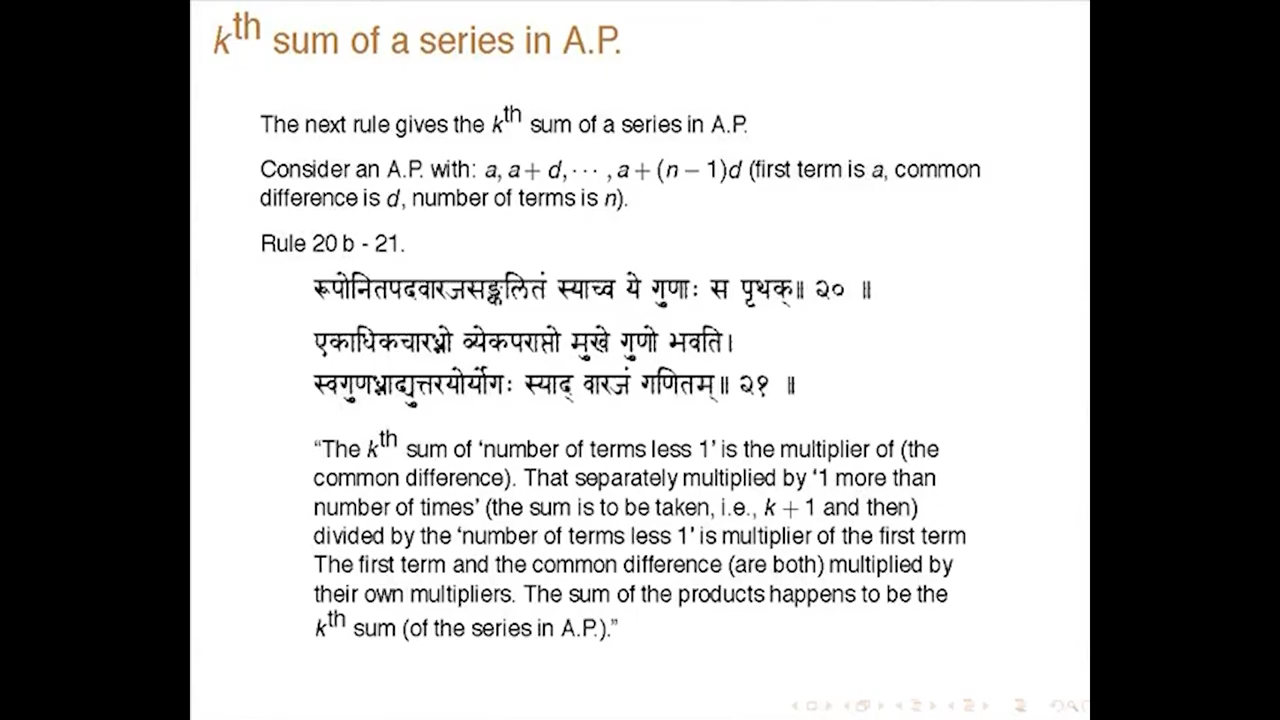 kth sum of a series in A.P.
The next rule gives the kth sum of a series in A.P.
Consider an A.P. with: a, a + d, ··· , a + (n − 1)d (first term is a, common
difference is d, number of terms is n).
Rule 20 b - 21.
रूपोनितपदवारजसङ्कलितं स्याच्च ये गुणाः स पृथक्॥ २० ॥
एकाधिकचारघ्नो व्येकपराप्तो मुखे गुणो भवति।
स्वगुणघ्नाद्युत्तरयोर्योगः स्याद् वारजं गणितम्॥ २१ ॥
“The kth sum of ‘number of terms less 1’ is the multiplier of (the
common difference). That separately multiplied by ‘1 more than
number of times’ (the sum is to be taken, i.e., k + 1 and then)
divided by the ‘number of terms less 1’ is multiplier of the first term
The first term and the common difference (are both) multiplied by
their own multipliers. The sum of the products happens to be the
kth sum (of the series in A.P.).”